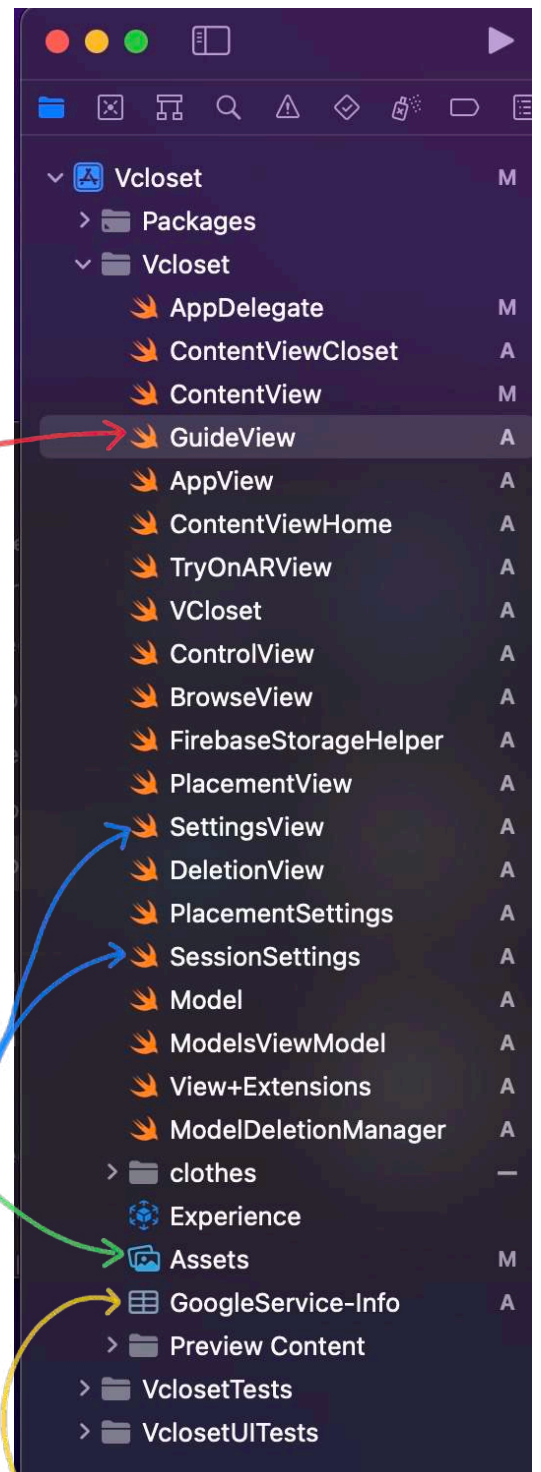 Vcloset M
Packages
Vcloset
AppDelegate M
ContentViewCloset A
ContentView M
GuideView A
AppView A
ContentViewHome A
TryOnARView A
VCloset A
ControlView A
BrowseView A
FirebaseStorageHelper A
PlacementView A
SettingsView A
DeletionView A
PlacementSettings A
SessionSettings A
Model A
ModelsViewModel A
View+Extensions A
ModelDeletionManager A
clothes —
Experience
Assets M
GoogleService-Info A
Preview Content
VclosetTests
VclosetUITests